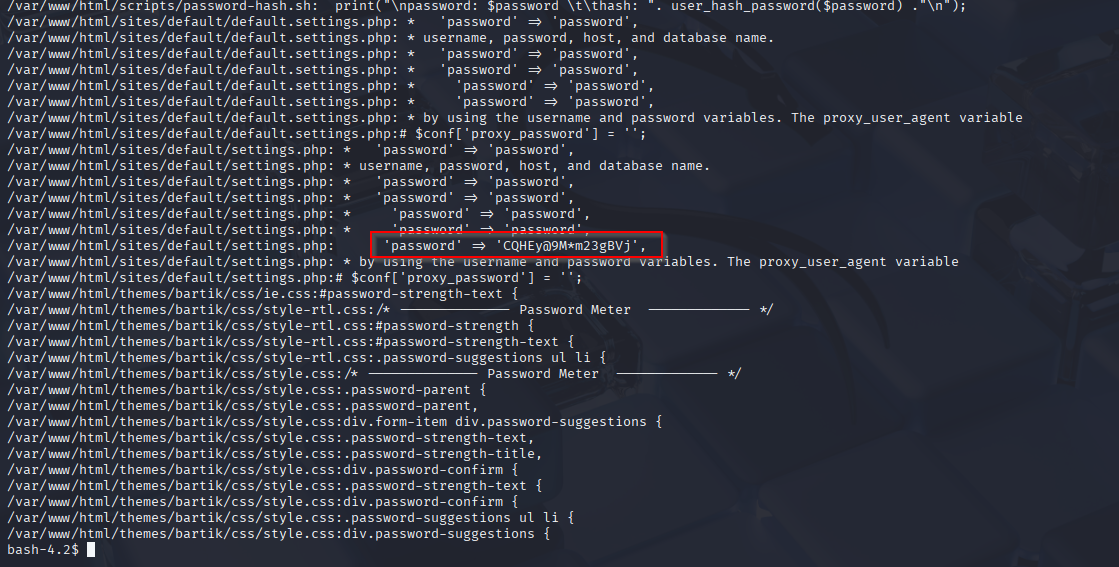 /var/www/html/scripts/password-hash.sh:  print("\npassword: $password \t\thash: ". user_hash_password($password) ."\n");
/var/www/html/sites/default/default.settings.php: *   'password' => 'password',
/var/www/html/sites/default/default.settings.php: * username, password, host, and database name.
/var/www/html/sites/default/default.settings.php: *   'password' => 'password',
/var/www/html/sites/default/default.settings.php: *   'password' => 'password',
/var/www/html/sites/default/default.settings.php: *     'password' => 'password',
/var/www/html/sites/default/default.settings.php: *     'password' => 'password',
/var/www/html/sites/default/default.settings.php: * by using the username and password variables. The proxy_user_agent variable
/var/www/html/sites/default/default.settings.php:# $conf['proxy_password'] = '';
/var/www/html/sites/default/settings.php: *   'password' => 'password',
/var/www/html/sites/default/settings.php: * username, password, host, and database name.
/var/www/html/sites/default/settings.php: *   'password' => 'password',
/var/www/html/sites/default/settings.php: *   'password' => 'password',
/var/www/html/sites/default/settings.php: *     'password' => 'password',
/var/www/html/sites/default/settings.php: *     'password' => 'password',
/var/www/html/sites/default/settings.php:      'password' => 'CQHEy@9M*m23gBVj',
/var/www/html/sites/default/settings.php: * by using the username and password variables. The proxy_user_agent variable
/var/www/html/sites/default/settings.php:# $conf['proxy_password'] = '';
/var/www/html/themes/bartik/css/ie.css:#password-strength-text {
/var/www/html/themes/bartik/css/style-rtl.css:/* -------------- Password Meter  ------------- */
/var/www/html/themes/bartik/css/style-rtl.css:#password-strength {
/var/www/html/themes/bartik/css/style-rtl.css:#password-strength-text {
/var/www/html/themes/bartik/css/style-rtl.css:.password-suggestions ul li {
/var/www/html/themes/bartik/css/style.css:/* -------------- Password Meter  ------------- */
/var/www/html/themes/bartik/css/style.css:.password-parent {
/var/www/html/themes/bartik/css/style.css:.password-parent,
/var/www/html/themes/bartik/css/style.css:div.form-item div.password-suggestions {
/var/www/html/themes/bartik/css/style.css:.password-strength-text,
/var/www/html/themes/bartik/css/style.css:.password-strength-title,
/var/www/html/themes/bartik/css/style.css:div.password-confirm {
/var/www/html/themes/bartik/css/style.css:.password-strength-text {
/var/www/html/themes/bartik/css/style.css:div.password-confirm {
/var/www/html/themes/bartik/css/style.css:.password-suggestions ul li {
/var/www/html/themes/bartik/css/style.css:div.password-suggestions {
bash-4.2$